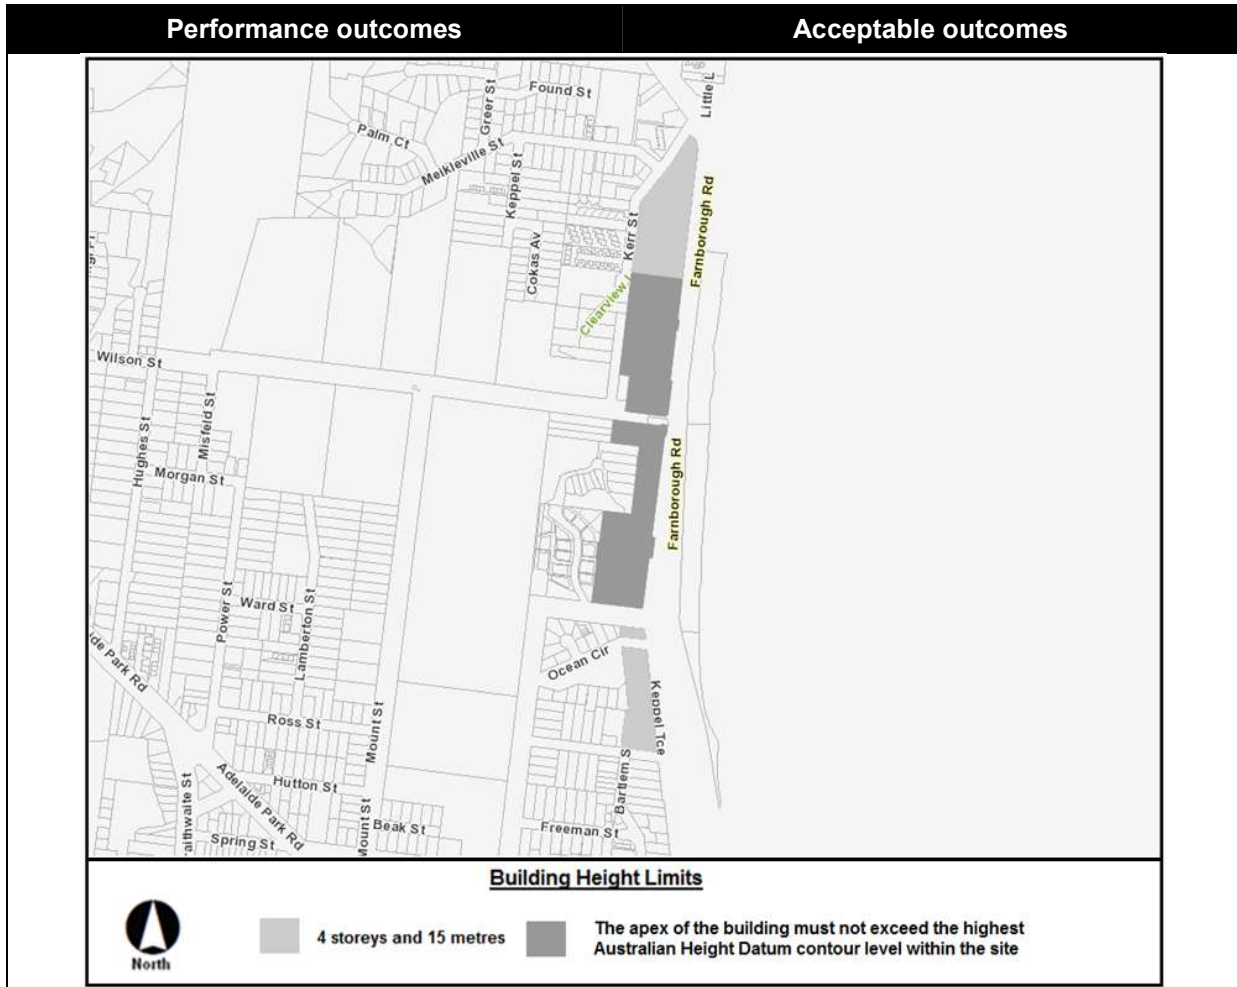 Performance outcomes
Acceptable outcomes
Found St
Little L
Greer St
Palm Ct
Meikleville St
Keppel St
Farnborough Rd
Kerr St
Cokas Av
Clearview
Wilson St
Misfeld St
Hughes St
Morgan St
Farnborough Rd
Power St
Ward St
Lamberton St
ide Park Rd
Ocean Cir
Keppel Tce
Ross St
Mount St
Bartlem S
Hutton St
Adelaide Park Rd
aithwaite St
Mount St
Beak St
Freeman St
Spring St
Building Height Limits
North
4 storeys and 15 metres
The apex of the building must not exceed the highest
Australian Height Datum contour level within the site